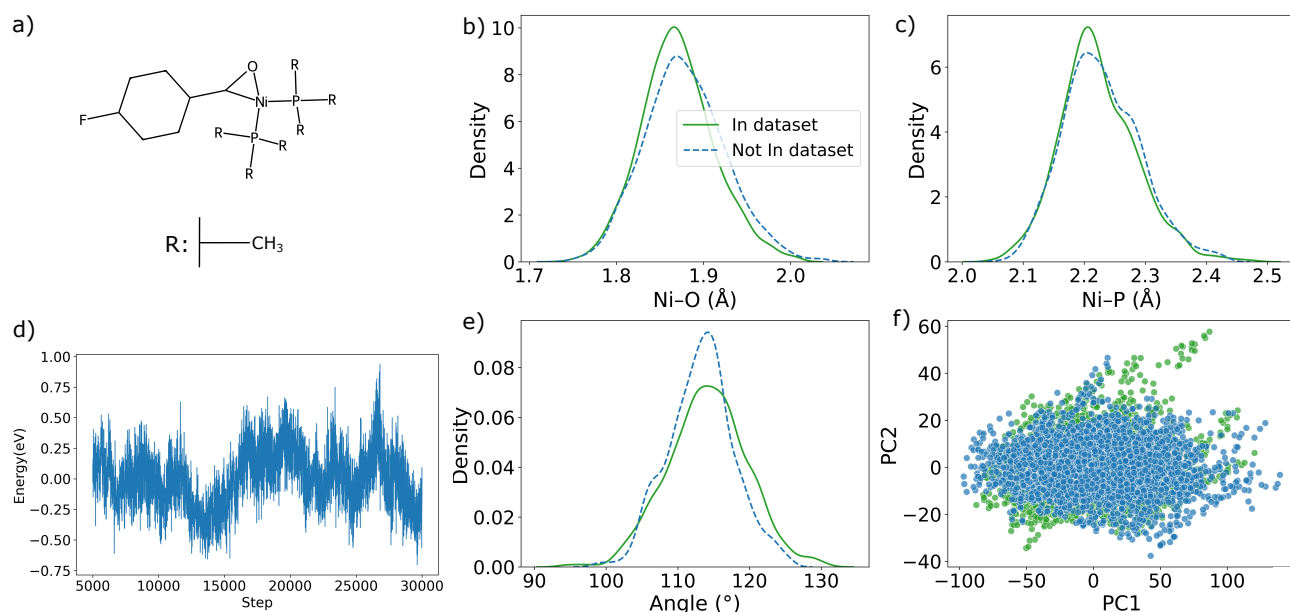 a)
O
R
F
Ni
P
R
R
R
P
R
R
R:
CH3
b)
10
8
6
4
2
0
Density
In dataset
Not In dataset
1.7
1.8
1.9
2.0
Ni–O (Å)
c)
6
4
2
0
Density
2.0
2.1
2.2
2.3
2.4
2.5
Ni–P (Å)
d)
1.00
0.75
0.50
0.25
0.00
−0.25
−0.50
−0.75
Energy(eV)
5000
10000
15000
20000
25000
30000
Step
e)
0.08
0.06
0.04
0.02
0.00
Density
90
100
110
120
130
Angle (°)
f)
60
40
20
0
−20
−40
PC2
−100
−50
0
50
100
PC1